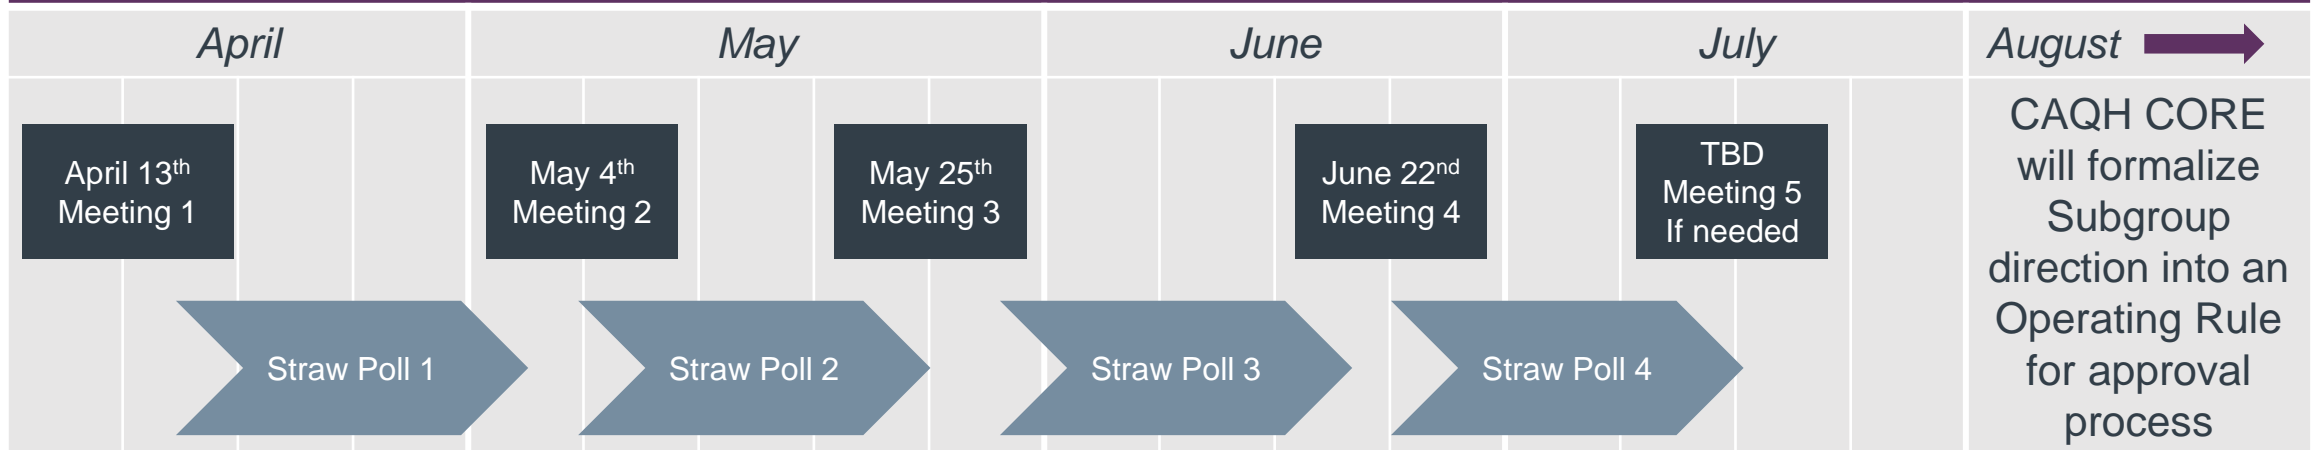 April
May
June
July
August
April 13th
Meeting 1
May 4th
Meeting 2
May 25th
Meeting 3
June 22nd
Meeting 4
TBD
Meeting 5
If needed
Straw Poll 1
Straw Poll 2
Straw Poll 3
Straw Poll 4
CAQH CORE
will formalize
Subgroup
direction into an
Operating Rule
for approval
process